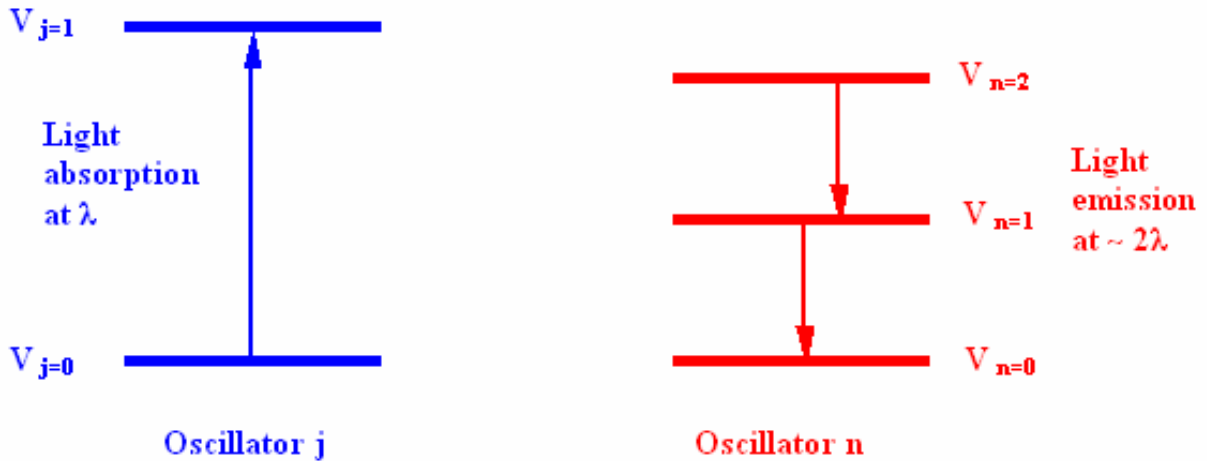 V j=1
Light
absorption
at λ
V j=0
Oscillator j
V n=2
Light
emission
at ~ 2λ
V n=1
V n=0
Oscillator n